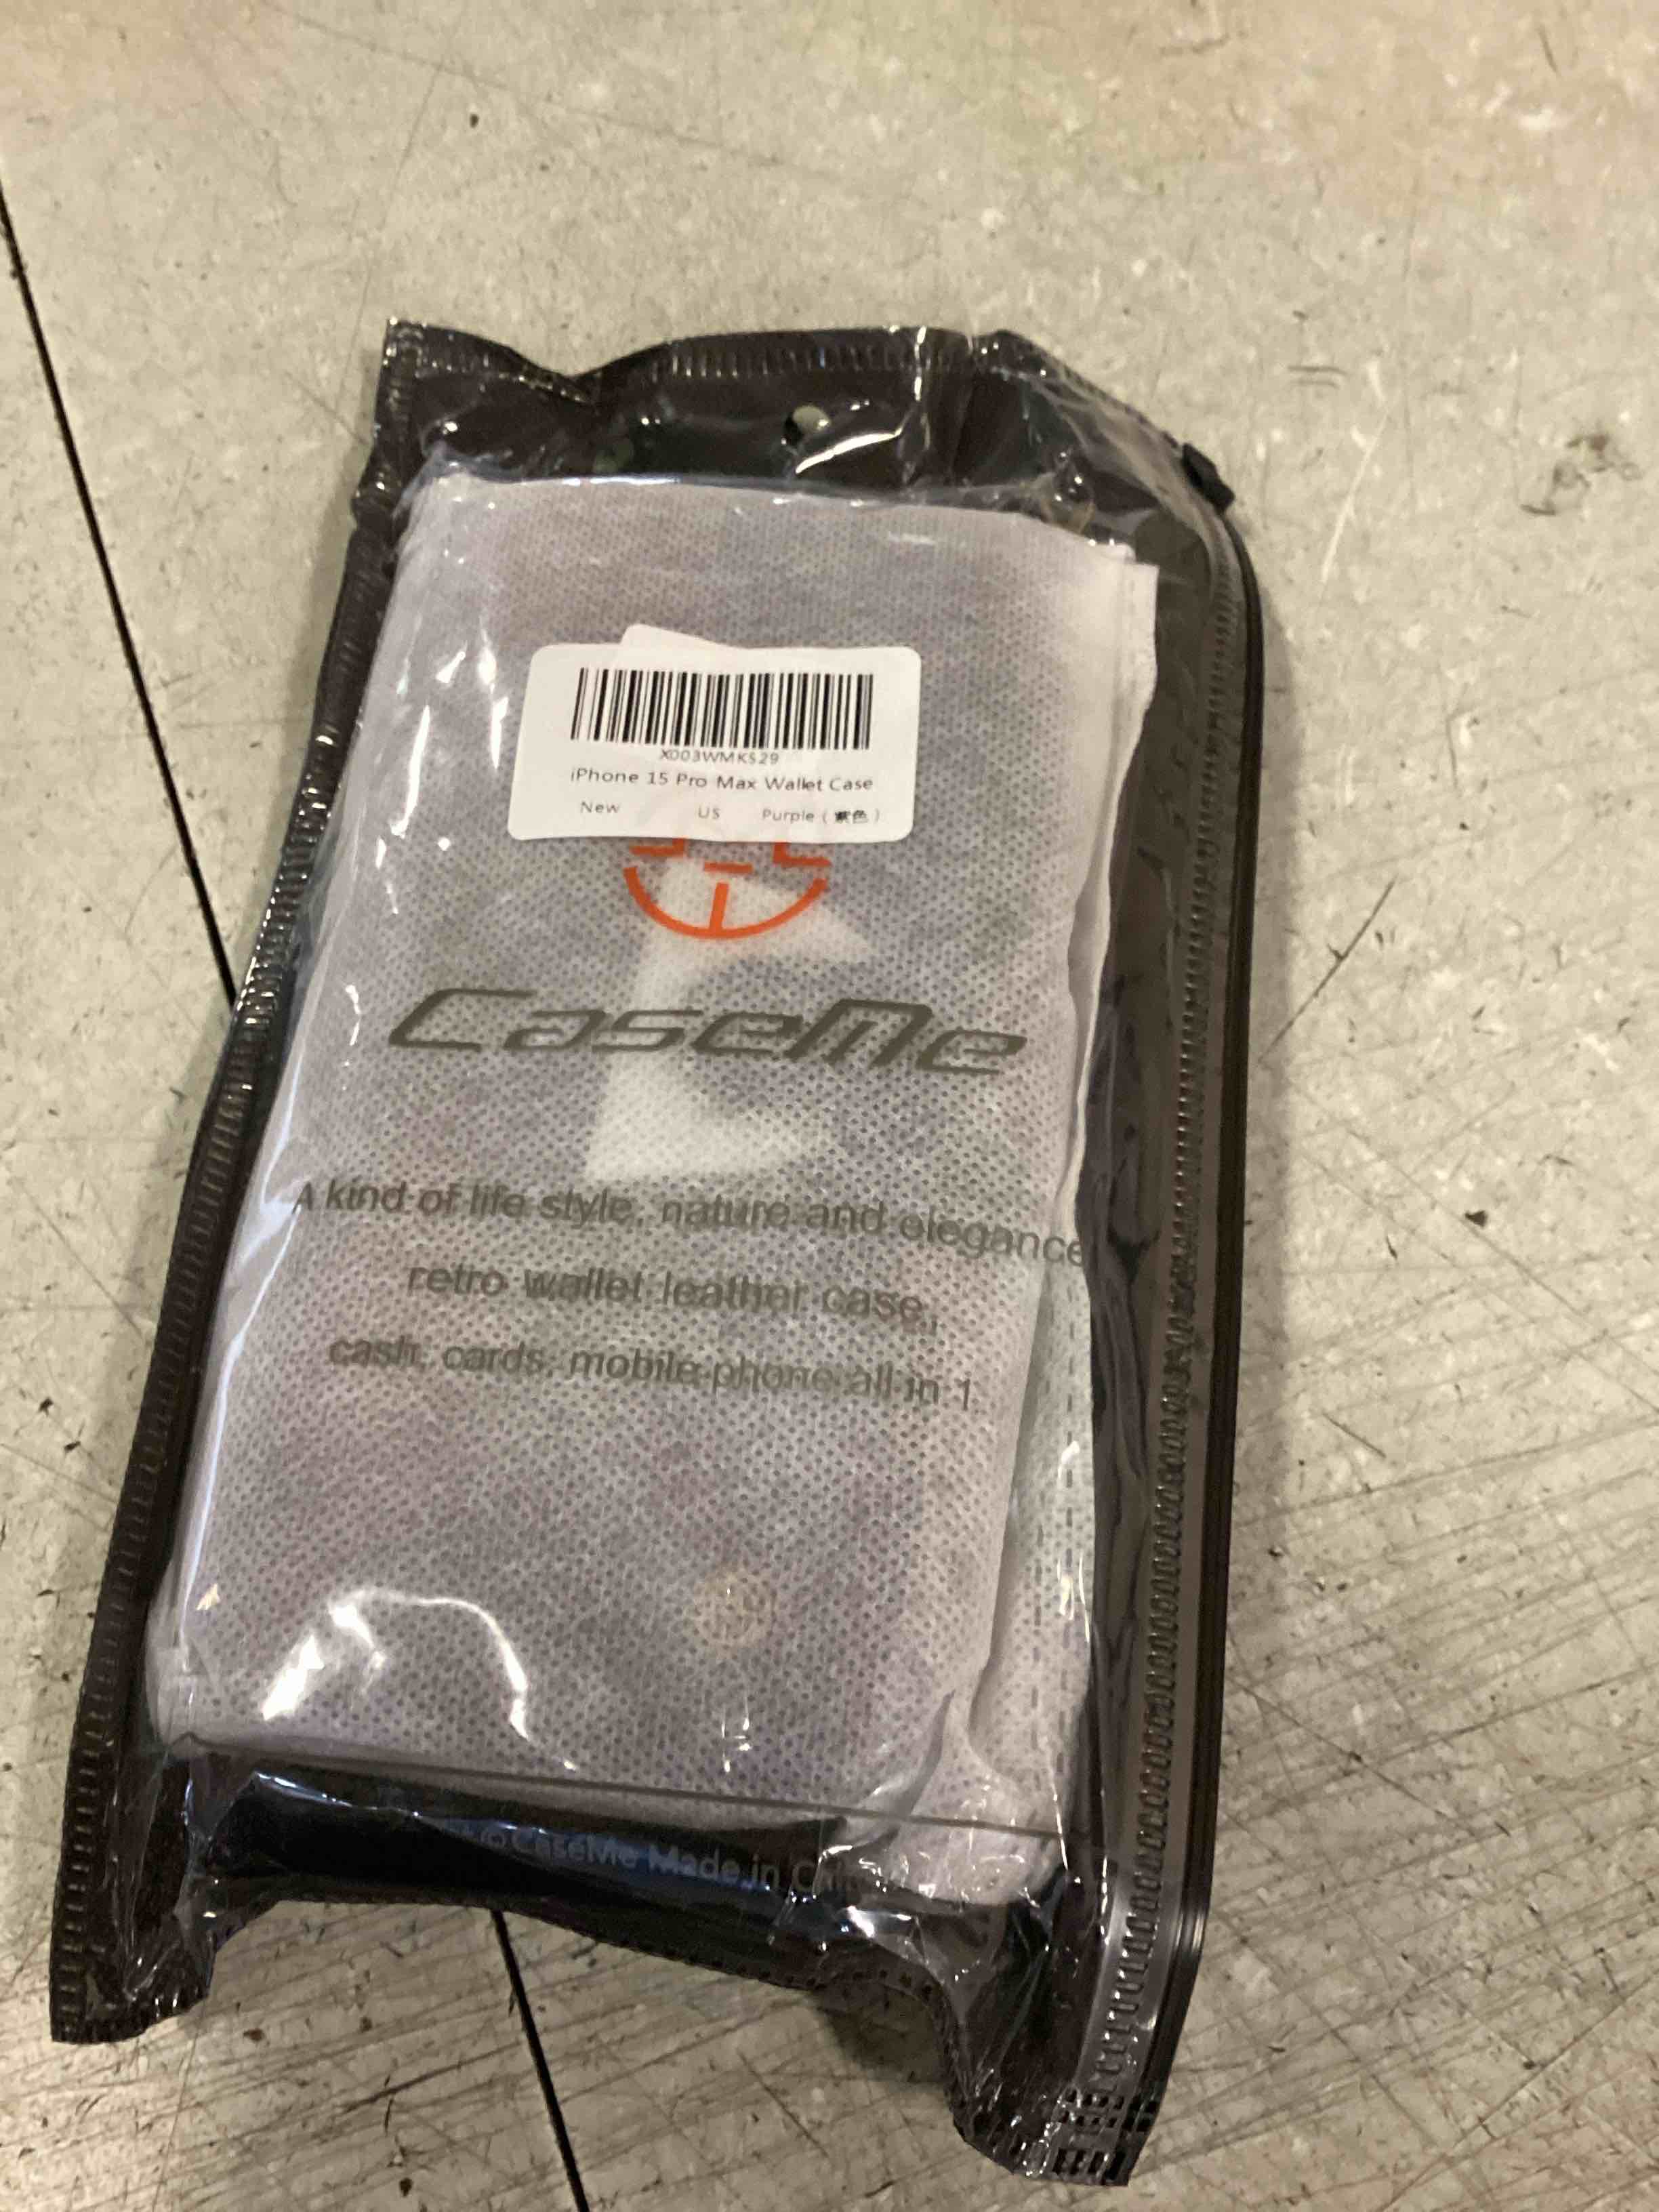 X003WMKS29
iPhone 15 Pro Max Wallet Case
New US Purple ( 紫色 )
CaseMe
A kind of life style, nature and elegance
retro wallet leather case,
cash, cards, mobile phone all in 1
CaseMe Made in